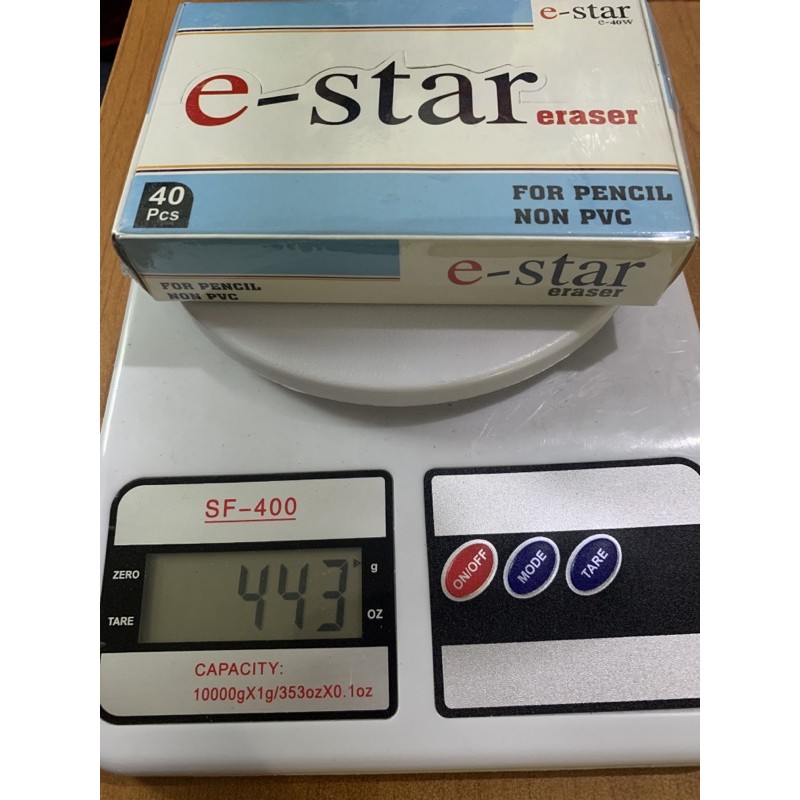 e-star
e-40W
e-star eraser
40
Pcs
FOR PENCIL
NON PVC
FOR PENCIL
NON PVC
e-star
eraser
SF-400
ZERO
TARE
443
g
OZ
CAPACITY:
10000gX1g/353ozX0.1oz
ON/OFF
MODE
TARE